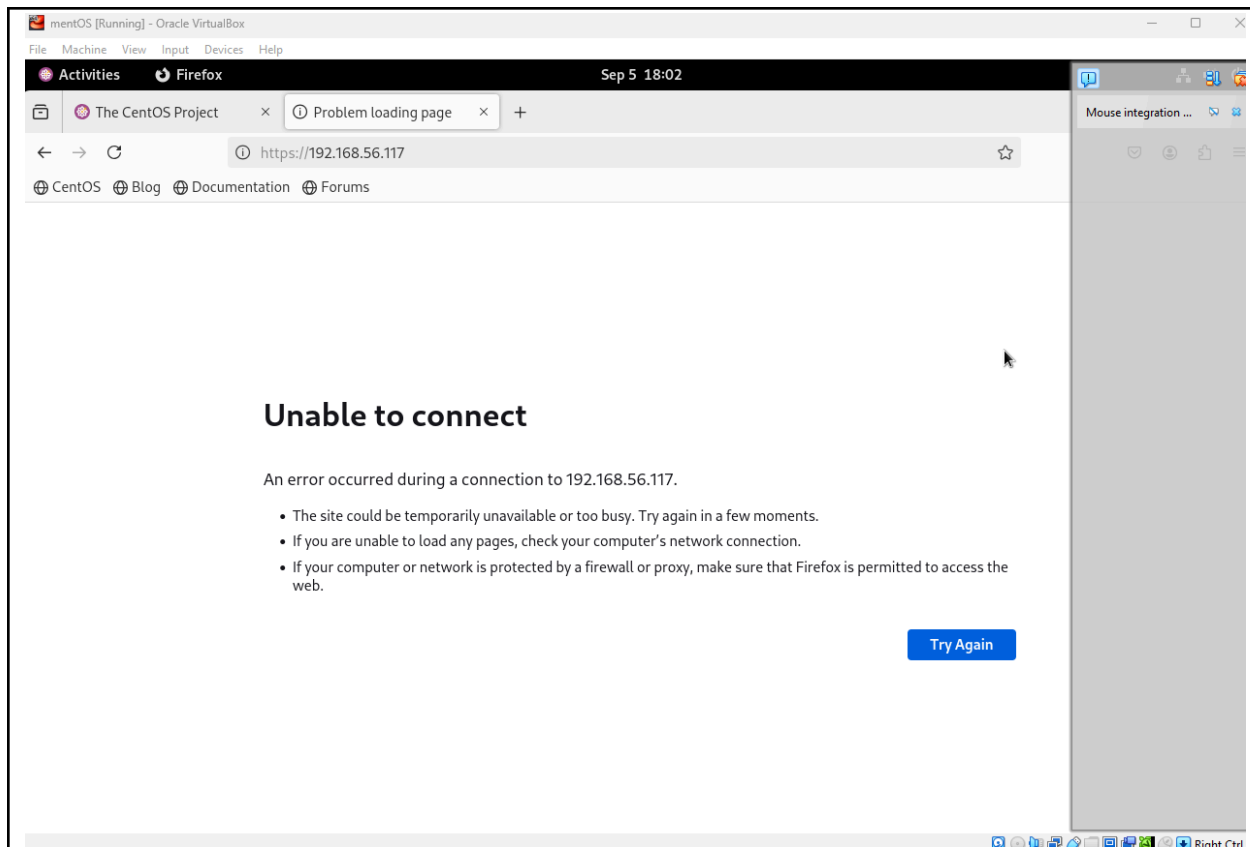 mentOS [Running] - Oracle VirtualBox
File Machine View Input Devices Help
Activities Firefox Sep 5 18:02
The CentOS Project Problem loading page
Mouse integration ...
https://192.168.56.117
CentOS Blog Documentation Forums
Unable to connect
An error occurred during a connection to 192.168.56.117.
• The site could be temporarily unavailable or too busy. Try again in a few moments.
• If you are unable to load any pages, check your computer's network connection.
• If your computer or network is protected by a firewall or proxy, make sure that Firefox is permitted to access the
web.
Try Again
Right Ctrl